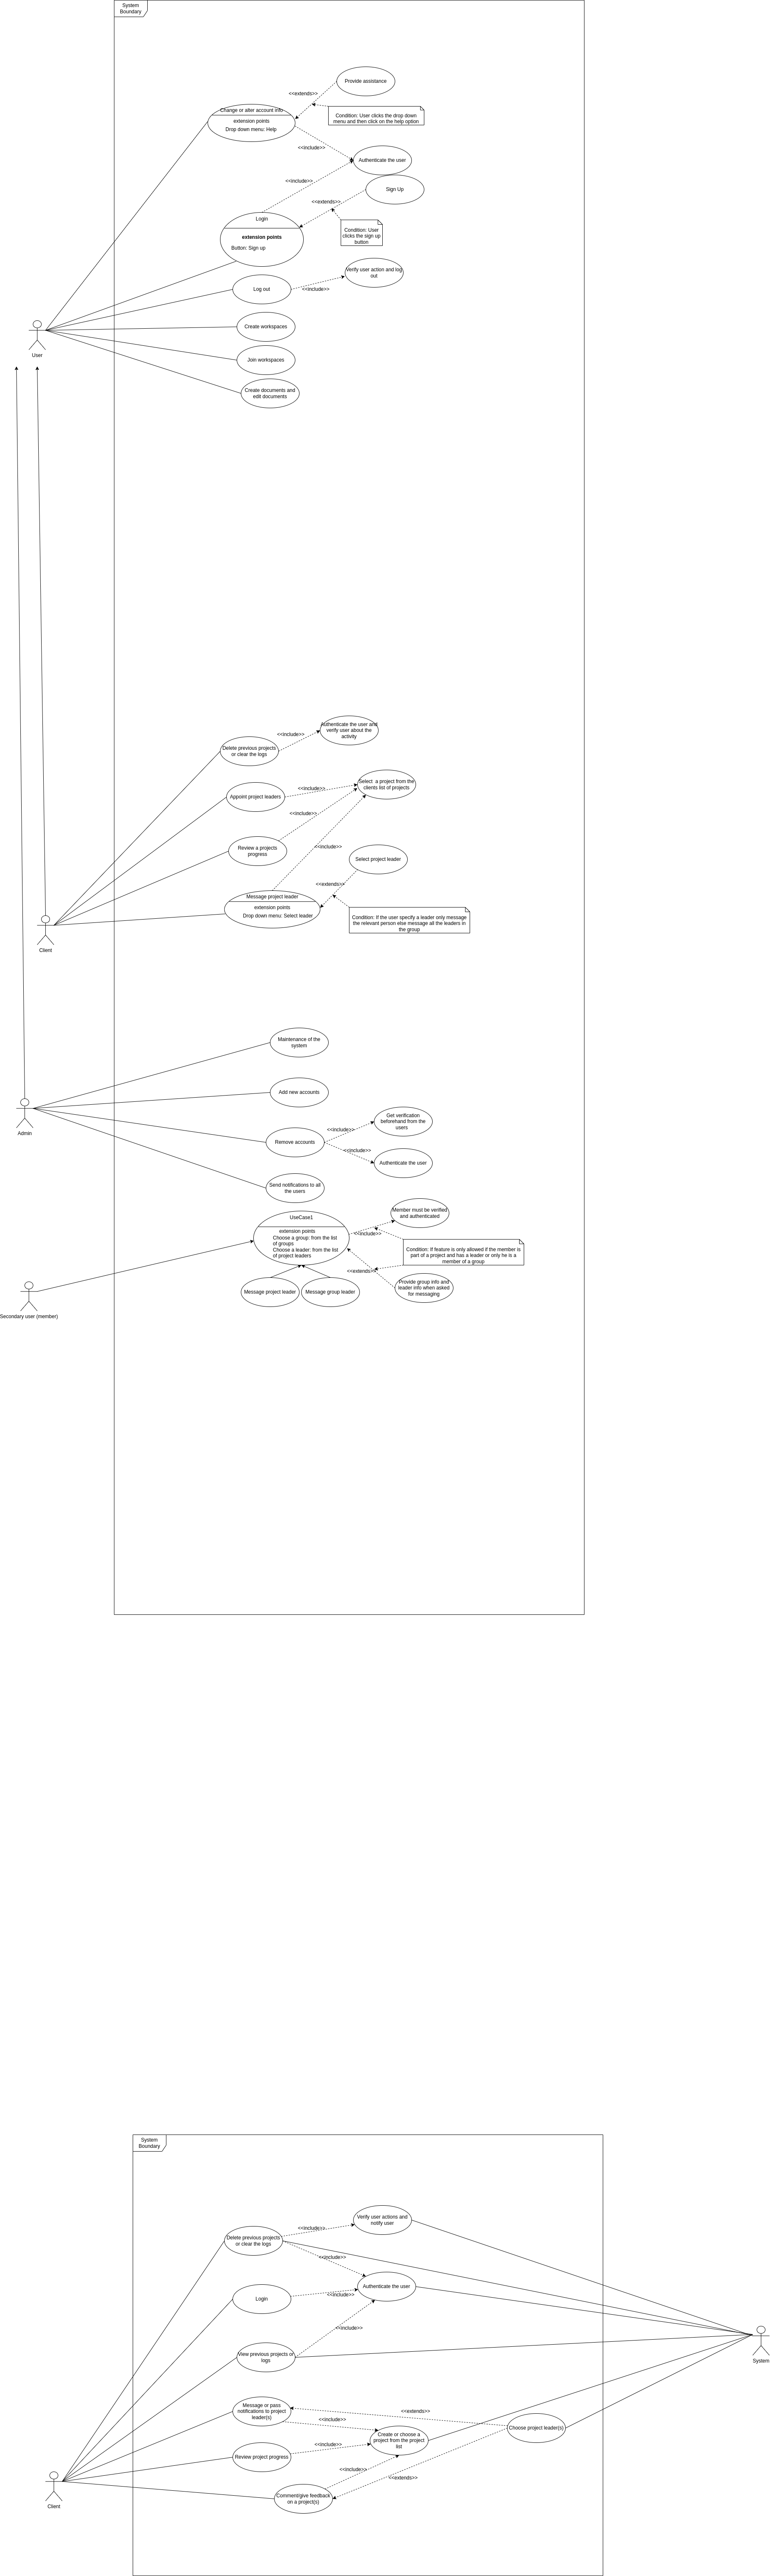 System
Boundary
Provide assistance
<<extends>>
Change or alter account info
extension points
Drop down menu: Help
Condition: User clicks the drop down
menu and then click on the help option
<<include>>
Authenticate the user
<<include>>
Sign Up
<<extends>>
Login
extension points
Button: Sign up
Condition: User
clicks the sign up
button
Verify user action and log
out
Log out
<<include>>
Create workspaces
User
Join workspaces
Create documents and
edit documents
Authenticate the user and
verify user about the
activity
<<include>>
Delete previous projects
or clear the logs
Select a project from the
clients list of projects
<<include>>
Appoint project leaders
<<include>>
Review a projects
progress
<<include>>
Select project leader
<<extends>>
Message project leader
extension points
Drop down menu: Select leader
Condition: If the user specify a leader only message
the relevant person else message all the leaders in
the group
Client
Maintenance of the
system
Add new accounts
Get verification
beforehand from the
users
<<include>>
Admin
Remove accounts
<<include>>
Authenticate the user
Send notifications to all
the users
Member must be verified
and authenticated
UseCase1
extension points
Choose a group: from the list
of groups
Choose a leader: from the list
of project leaders
<<include>>
Condition: If feature is only allowed if the member is
part of a project and has a leader or only he is a
member of a group
<<extends>>
Provide group info and
leader info when asked
for messaging
Message project leader
Message group leader
Secondary user (member)
System
Boundary
Verify user actions and
notify user
<<include>>
Delete previous projects
or clear the logs
<<include>>
Authenticate the user
<<include>>
Login
<<include>>
View previous projects or
logs
System
Message or pass
notifications to project
leader(s)
<<extends>>
<<include>>
Choose project leader(s)
Create or choose a
project from the project
list
<<include>>
Review project progress
<<include>>
<<extends>>
Comment/give feedback
on a project(s)
Client